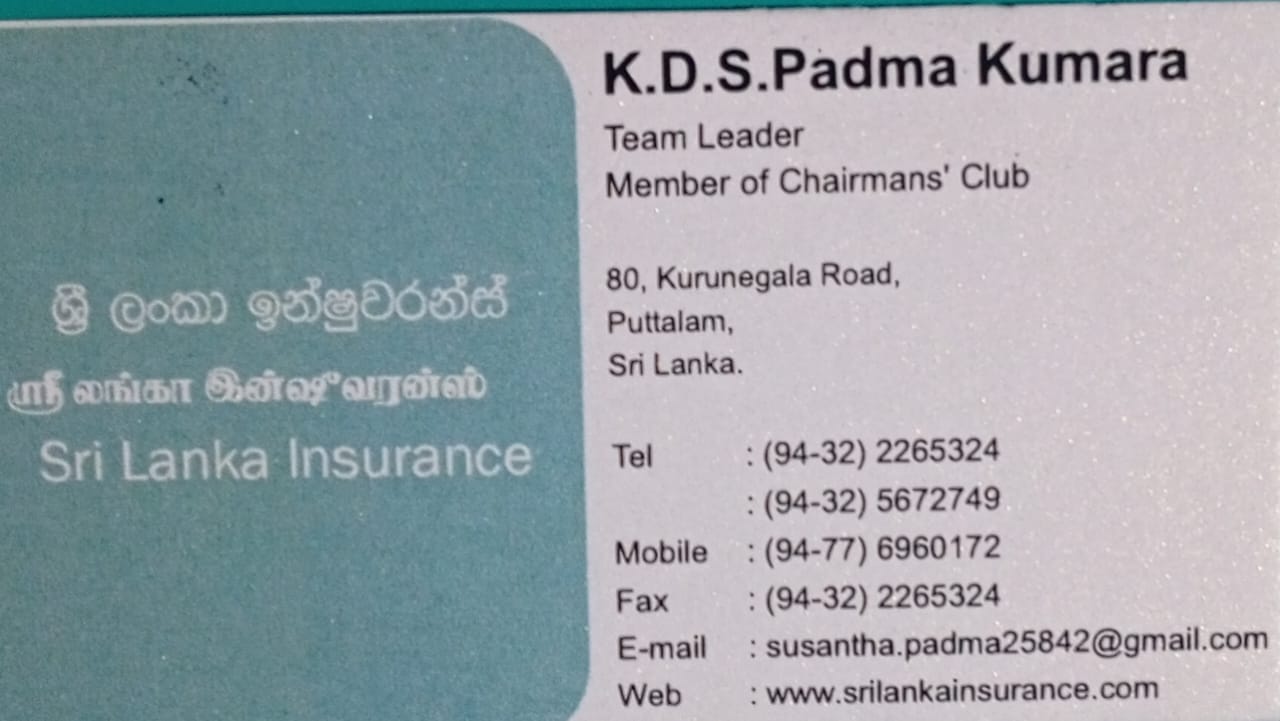 ශ්‍රී ලංකා ඉන්ෂුවරන්ස්
ஸ்ரீ லங்கா இன்ஷூவரன்ஸ்
Sri Lanka Insurance
K.D.S.Padma Kumara
Team Leader
Member of Chairmans' Club
80, Kurunegala Road,
Puttalam,
Sri Lanka.
Tel : (94-32) 2265324
: (94-32) 5672749
Mobile : (94-77) 6960172
Fax : (94-32) 2265324
E-mail : susantha.padma25842@gmail.com
Web : www.srilankainsurance.com